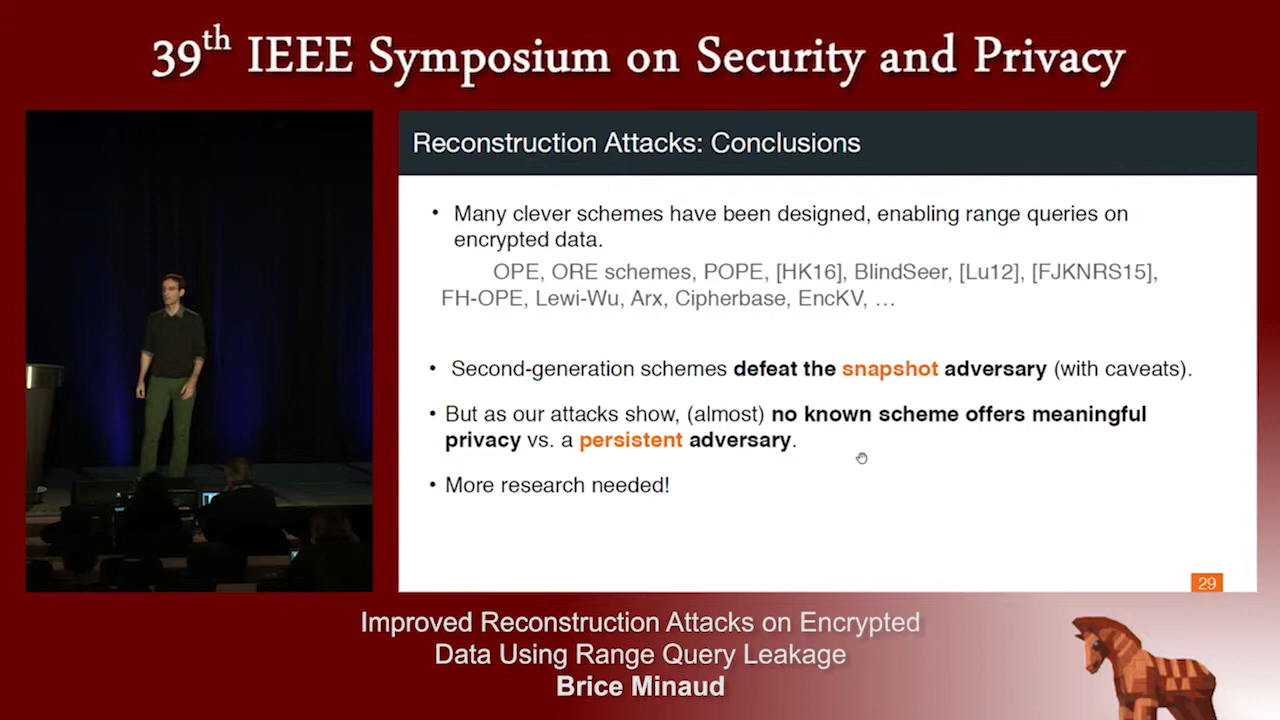 39th IEEE Symposium on Security and Privacy
Reconstruction Attacks: Conclusions
• Many clever schemes have been designed, enabling range queries on
encrypted data.
OPE, ORE schemes, POPE, [HK16], BlindSeer, [Lu12], [FJKNRS15],
FH-OPE, Lewi-Wu, Arx, Cipherbase, EncKV, …
• Second-generation schemes defeat the snapshot adversary (with caveats).
• But as our attacks show, (almost) no known scheme offers meaningful
privacy vs. a persistent adversary.
• More research needed!
29
Improved Reconstruction Attacks on Encrypted
Data Using Range Query Leakage
Brice Minaud